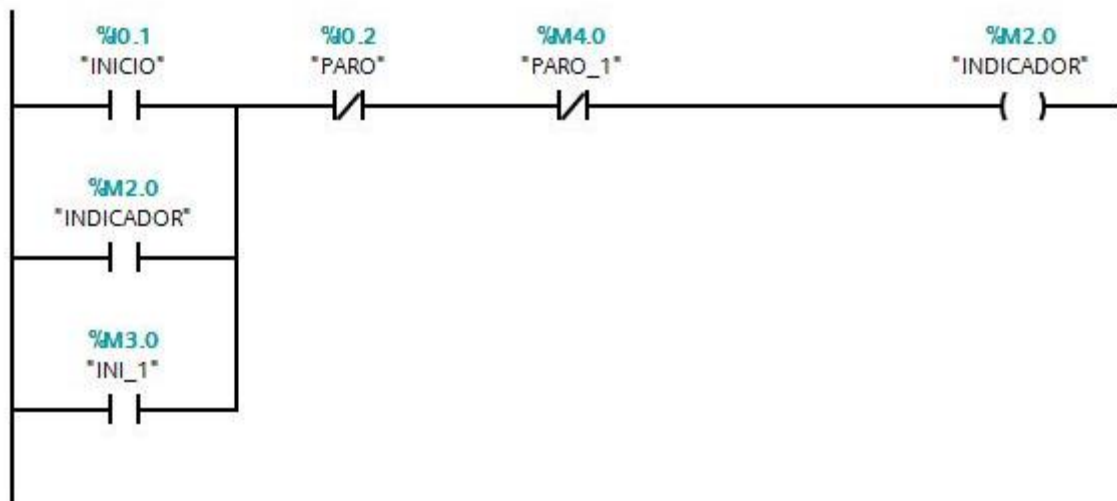 %I0.1
"INICIO"
%I0.2
"PARO"
%M4.0
"PARO_1"
%M2.0
"INDICADOR"
%M2.0
"INDICADOR"
%M3.0
"INI_1"